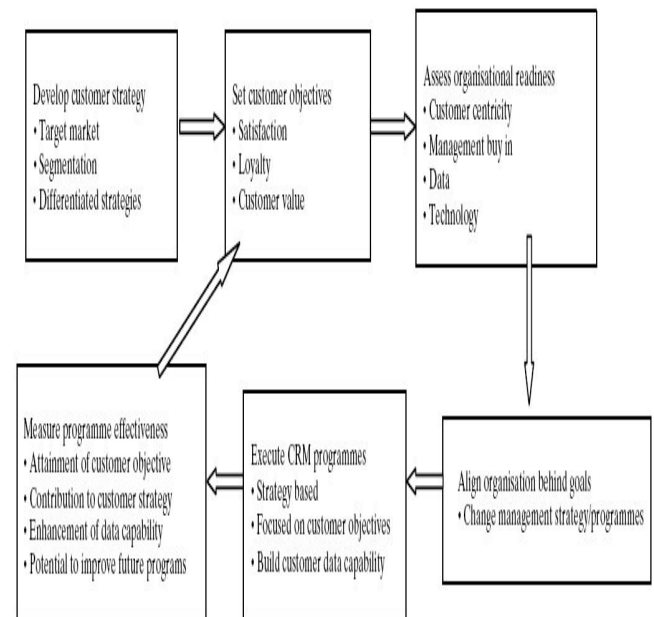 Develop customer strategy
• Target market
• Segmentation
• Differentiated strategies
Set customer objectives
• Satisfaction
• Loyalty
• Customer value
Assess organisational readiness
• Customer centricity
• Management buy in
• Data
• Technology
Align organisation behind goals
• Change management strategy/programmes
Execute CRM programmes
• Strategy based
• Focused on customer objectives
• Build customer data capability
Measure programme effectiveness
• Attainment of customer objective
• Contribution to customer strategy
• Enhancement of data capability
• Potential to improve future programs